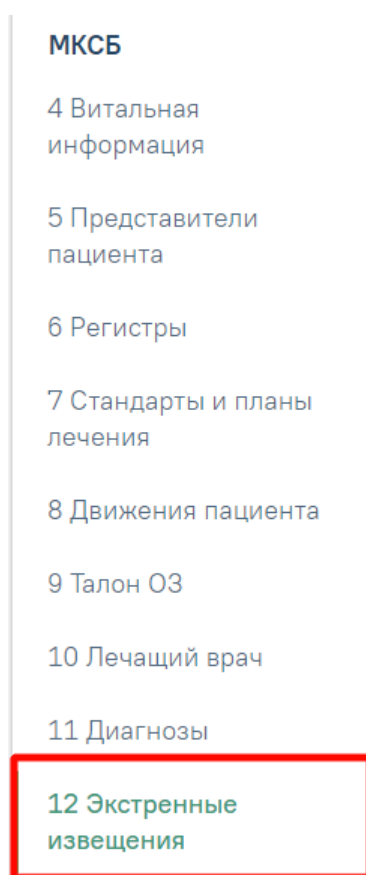 МКСБ
4 Витальная
информация
5 Представители
пациента
6 Регистры
7 Стандарты и планы
лечения
8 Движения пациента
9 Талон ОЗ
10 Лечащий врач
11 Диагнозы
12 Экстренные
извещения